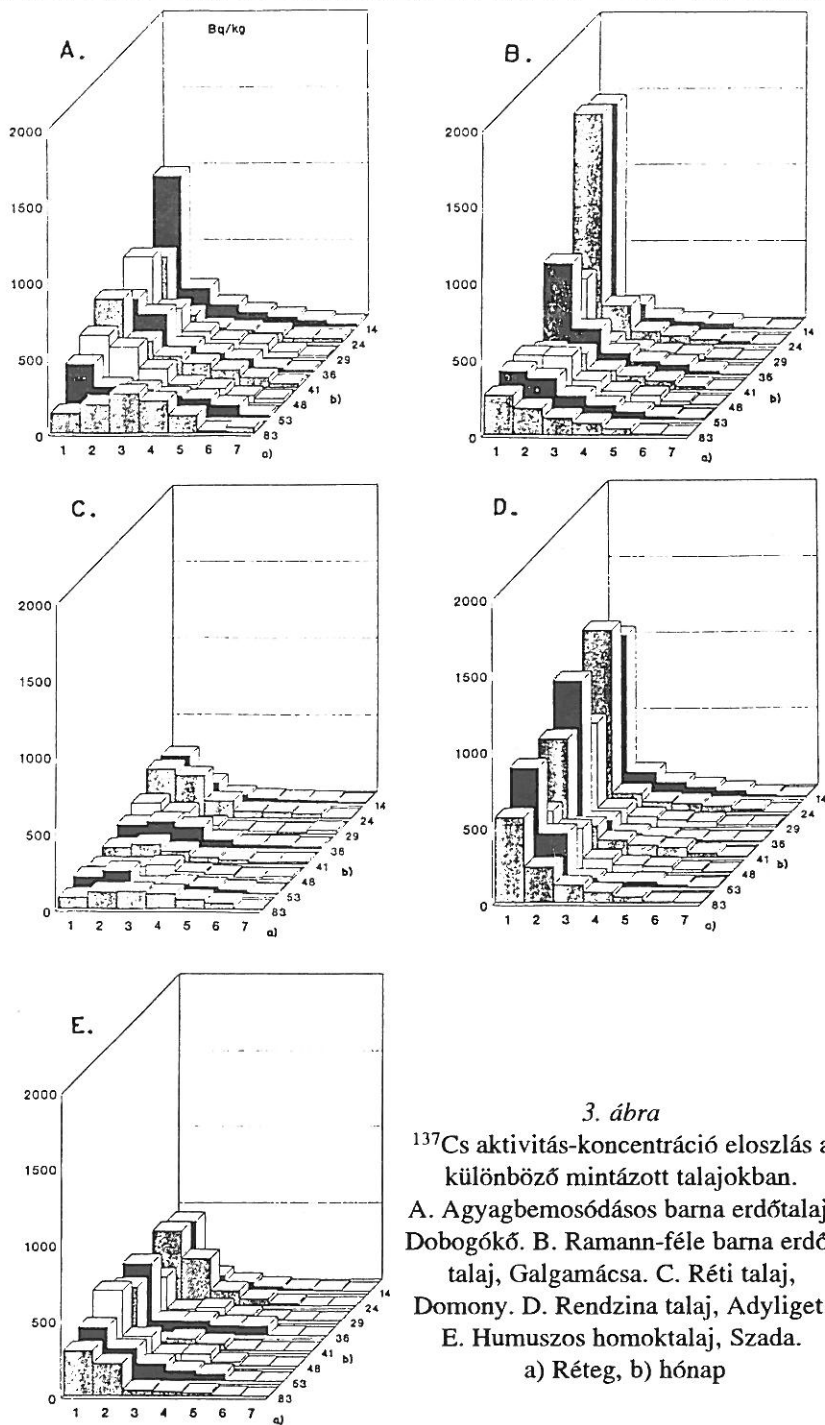 A.
Bq/kg
2000
1500
1000
500
0
1 2 3 4 5 6 7 a)
14
24
29
36
41
48
53
83
b)
B.
2000
1500
1000
500
0
1 2 3 4 5 6 7 a)
14
24
29
36
41
48
53
83
b)
C.
2000
1500
1000
500
0
1 2 3 4 5 6 7 a)
14
24
29
36
41
48
53
83
b)
D.
2000
1500
1000
500
0
1 2 3 4 5 6 7 a)
14
24
29
36
41
48
53
83
b)
E.
2000
1500
1000
500
0
1 2 3 4 5 6 7 a)
14
24
29
36
41
48
53
83
b)
3. ábra
¹³⁷Cs aktivitás-koncentráció eloszlás a
különböző mintázott talajokban.
A. Agyagbemosódásos barna erdőtalaj
Dobogókő. B. Ramann-féle barna erdő
talaj, Galgamácsa. C. Réti talaj,
Domony. D. Rendzina talaj, Adyliget
E. Humuszos homoktalaj, Szada.
a) Réteg, b) hónap